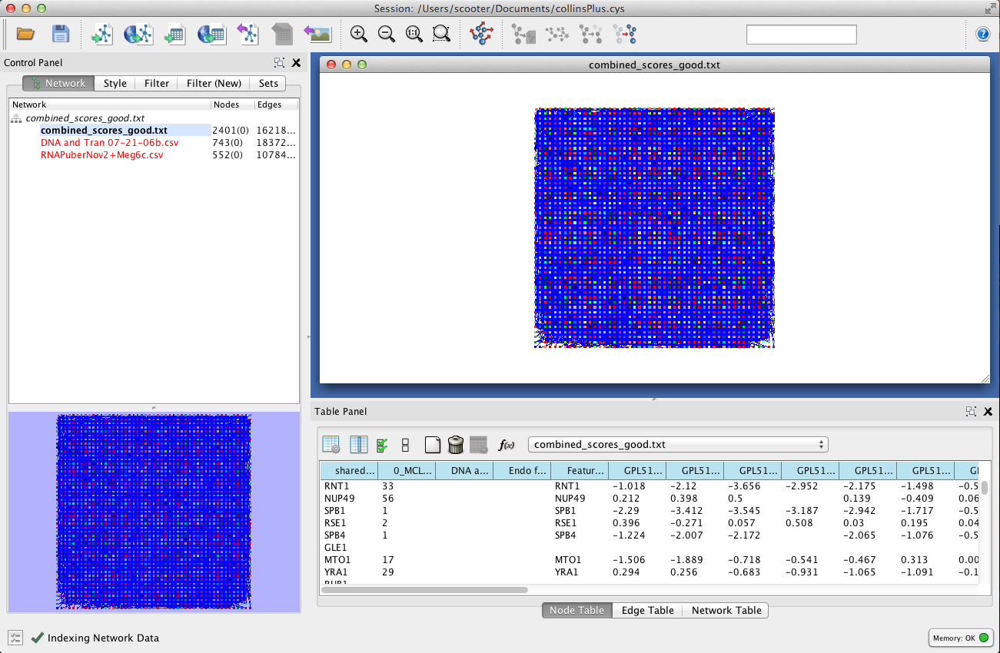 Session: /Users/scooter/Documents/collinsPlus.cys
1:1
?
Control Panel
Network Style Filter Filter (New) Sets
Network Nodes Edges
combined_scores_good.txt
combined_scores_good.txt 2401(0) 16218...
DNA and Tran 07-21-06b.csv 743(0) 18372...
RNAPuberNov2+Meg6c.csv 552(0) 10784...
combined_scores_good.txt
Table Panel
f(x) combined_scores_good.txt
shared... 0_MCL... DNA a... Endo f... Featur... GPL51... GPL51... GPL51... GPL51... GPL51... GPL51... GI
RNT1 33 RNT1 -1.018 -2.12 -3.656 -2.952 -2.175 -1.498 -0.5
NUP49 56 NUP49 0.212 0.398 0.5 0.139 -0.409 0.06
SPB1 1 SPB1 -2.29 -3.412 -3.545 -3.187 -2.942 -1.717 -0.5
RSE1 2 RSE1 0.396 -0.271 0.057 0.508 0.03 0.195 0.04
SPB4 1 SPB4 -1.224 -2.007 -2.172 -2.065 -1.076 -0.5
GLE1
MTO1 17 MTO1 -1.506 -1.889 -0.718 -0.541 -0.467 0.313 0.00
YRA1 29 YRA1 0.294 0.256 -0.683 -0.931 -1.065 -1.091 -0.1
Node Table Edge Table Network Table
Indexing Network Data
Memory: OK